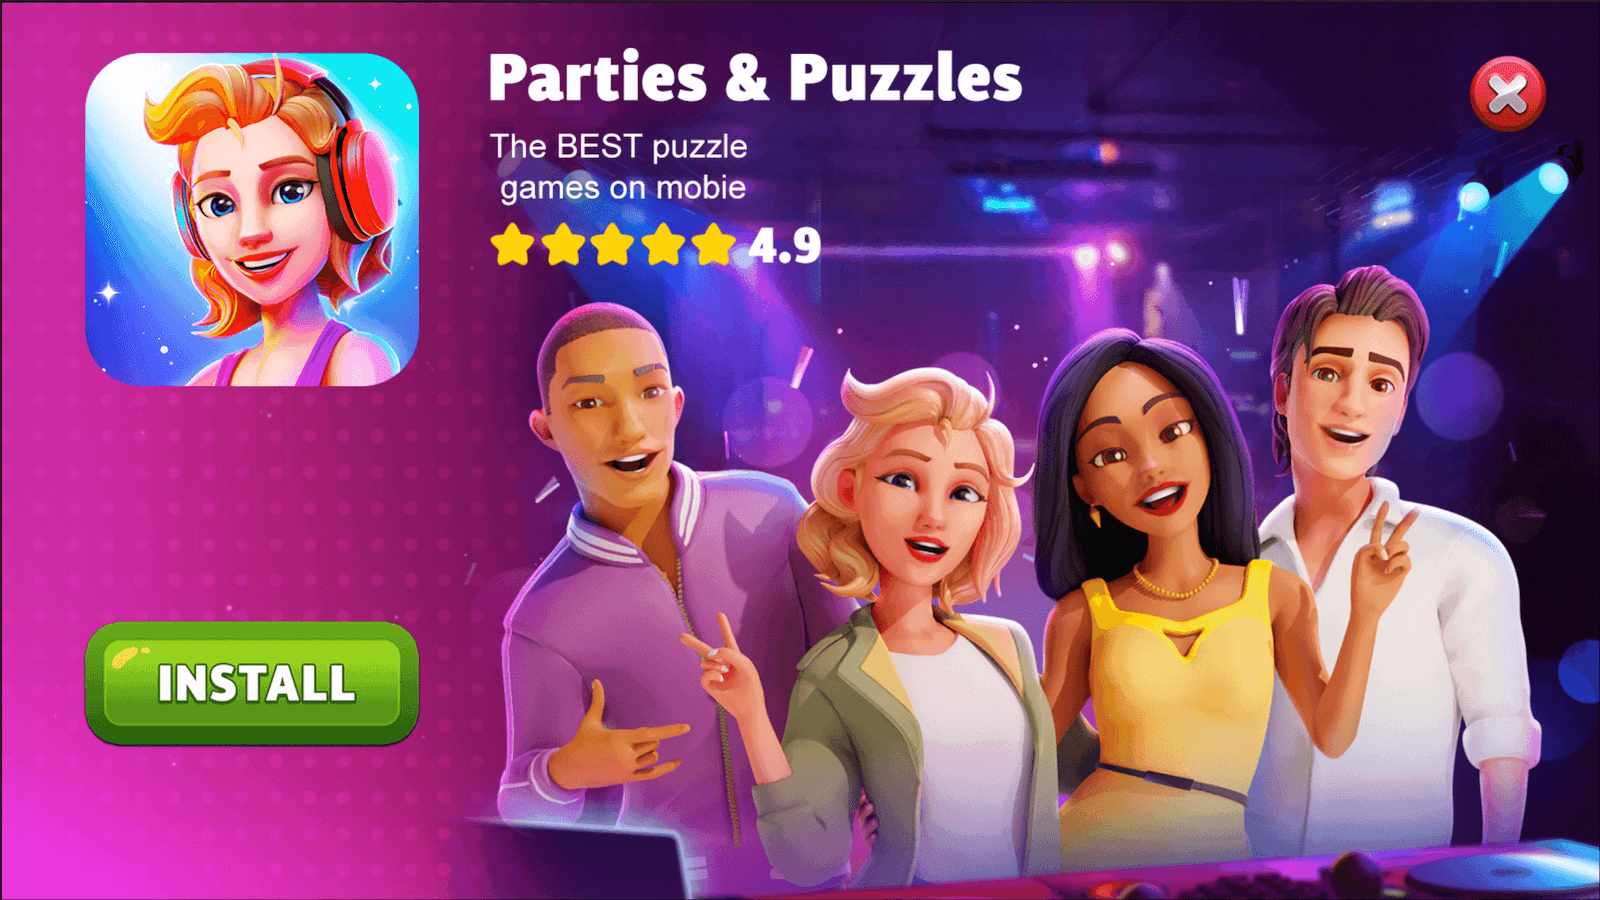 Parties & Puzzles
The BEST puzzle
games on mobie
4.9
INSTALL